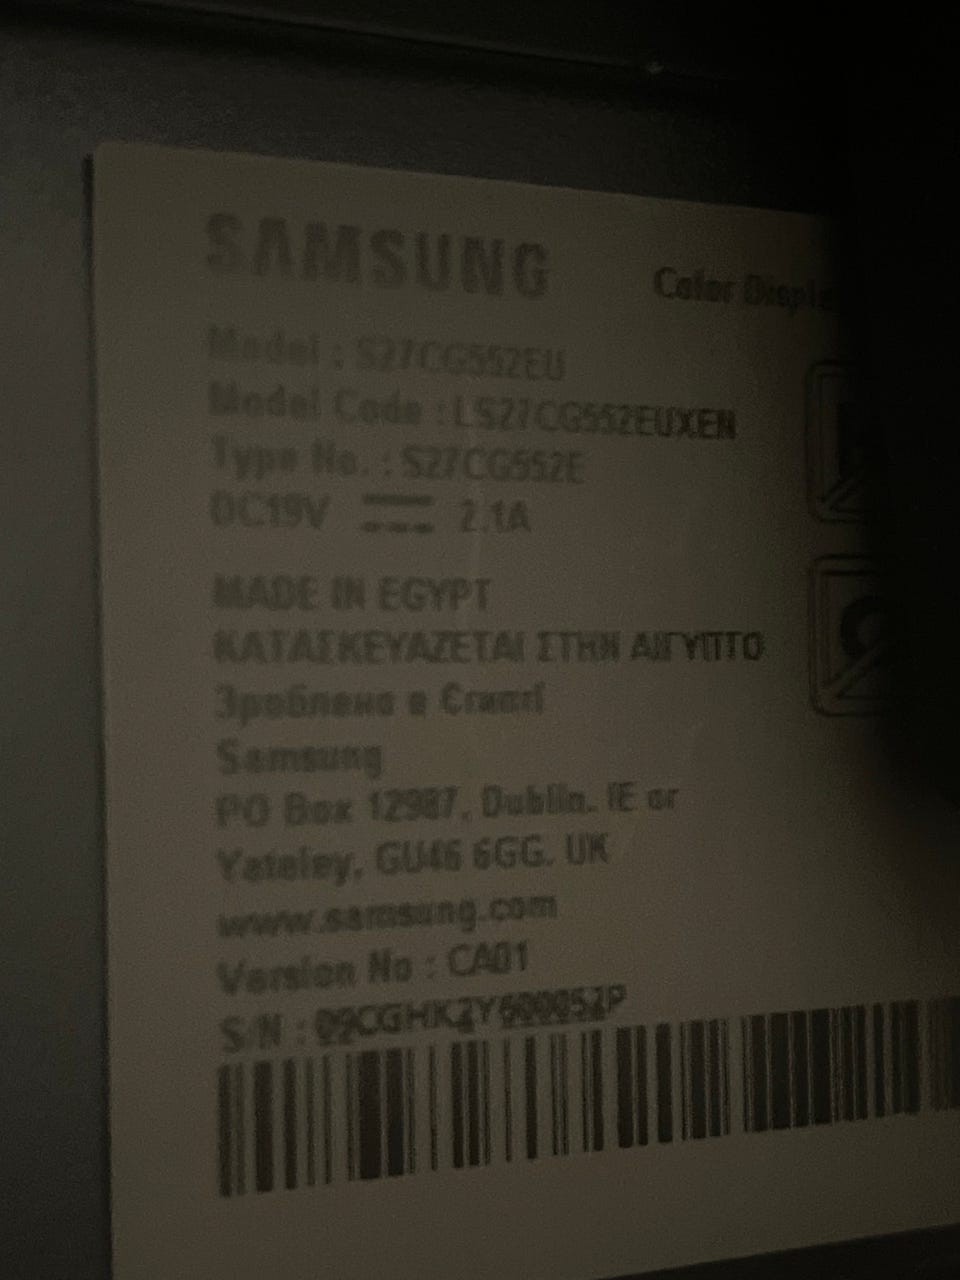 SAMSUNG
Color
Model : S27CG552EU
Model Code : LS27CG552EUXEN
Type No. : S27CG552E
DC19V ⎓ 2.1A
MADE IN EGYPT
ΚΑΤΑΣΚΕΥΑΖΕΤΑΙ ΣΤΗΝ ΑΙΓΥΠΤΟ
Зроблено в Єгипті
Samsung
PO Box 12987, Dublin. IE or
Yateley, GU46 6GG. UK
www.samsung.com
Version No : CA01
S/N :